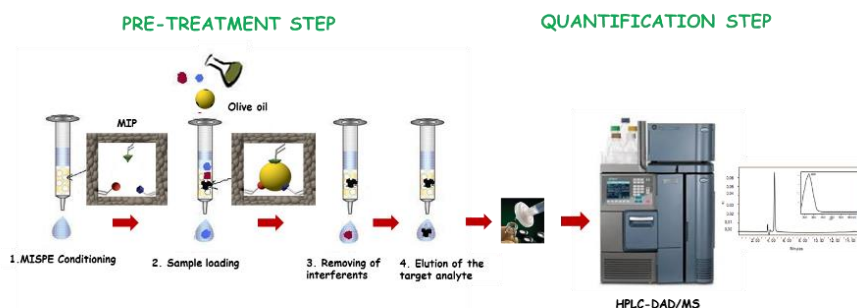 PRE-TREATMENT STEP
QUANTIFICATION STEP
Olive oil
MIP
1.MISPE Conditioning
2. Sample loading
3. Removing of
interferents
4. Elution of the
target analyte
HPLC-DAD/MS